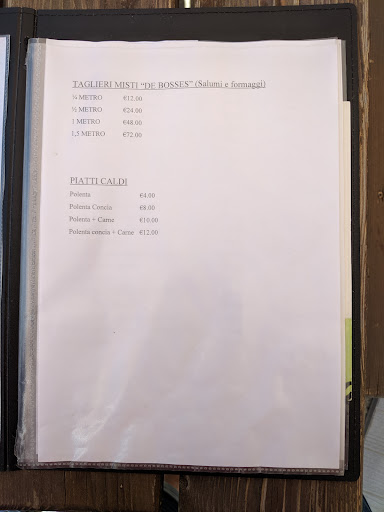 TAGLIERI MISTI "DE BOSSES" (Salumi e formaggi)
¼ METRO €12.00
½ METRO €24.00
1 METRO €48.00
1,5 METRO €72.00
PIATTI CALDI
Polenta €4.00
Polenta Concia €8.00
Polenta + Carne €10.00
Polenta concia + Carne €12.00